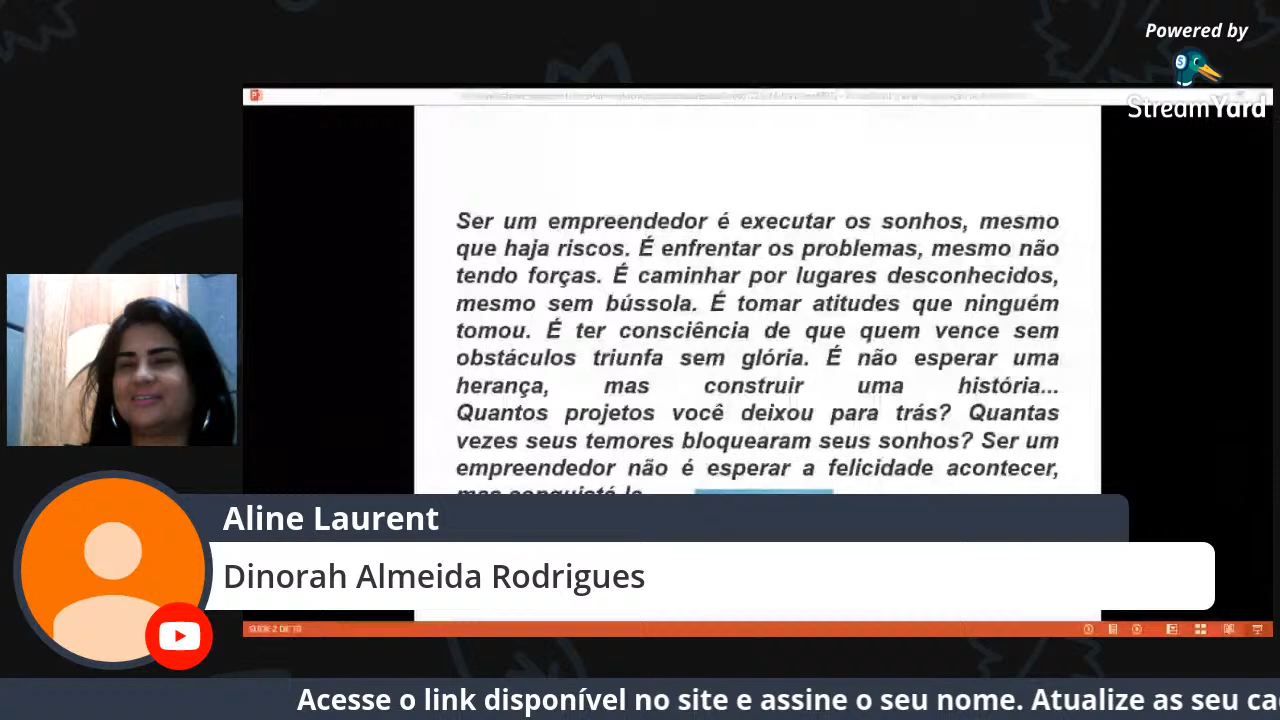 Powered by
StreamYard
Ser um empreendedor é executar os sonhos, mesmo
que haja riscos. É enfrentar os problemas, mesmo não
tendo forças. É caminhar por lugares desconhecidos,
mesmo sem bússola. É tomar atitudes que ninguém
tomou. É ter consciência de que quem vence sem
obstáculos triunfa sem glória. É não esperar uma
herança, mas construir uma história...
Quantos projetos você deixou para trás? Quantas
vezes seus temores bloquearam seus sonhos? Ser um
empreendedor não é esperar a felicidade acontecer,
mas conquistá-la.
Aline Laurent
Dinorah Almeida Rodrigues
Acesse o link disponível no site e assine o seu nome. Atualize as seu ca